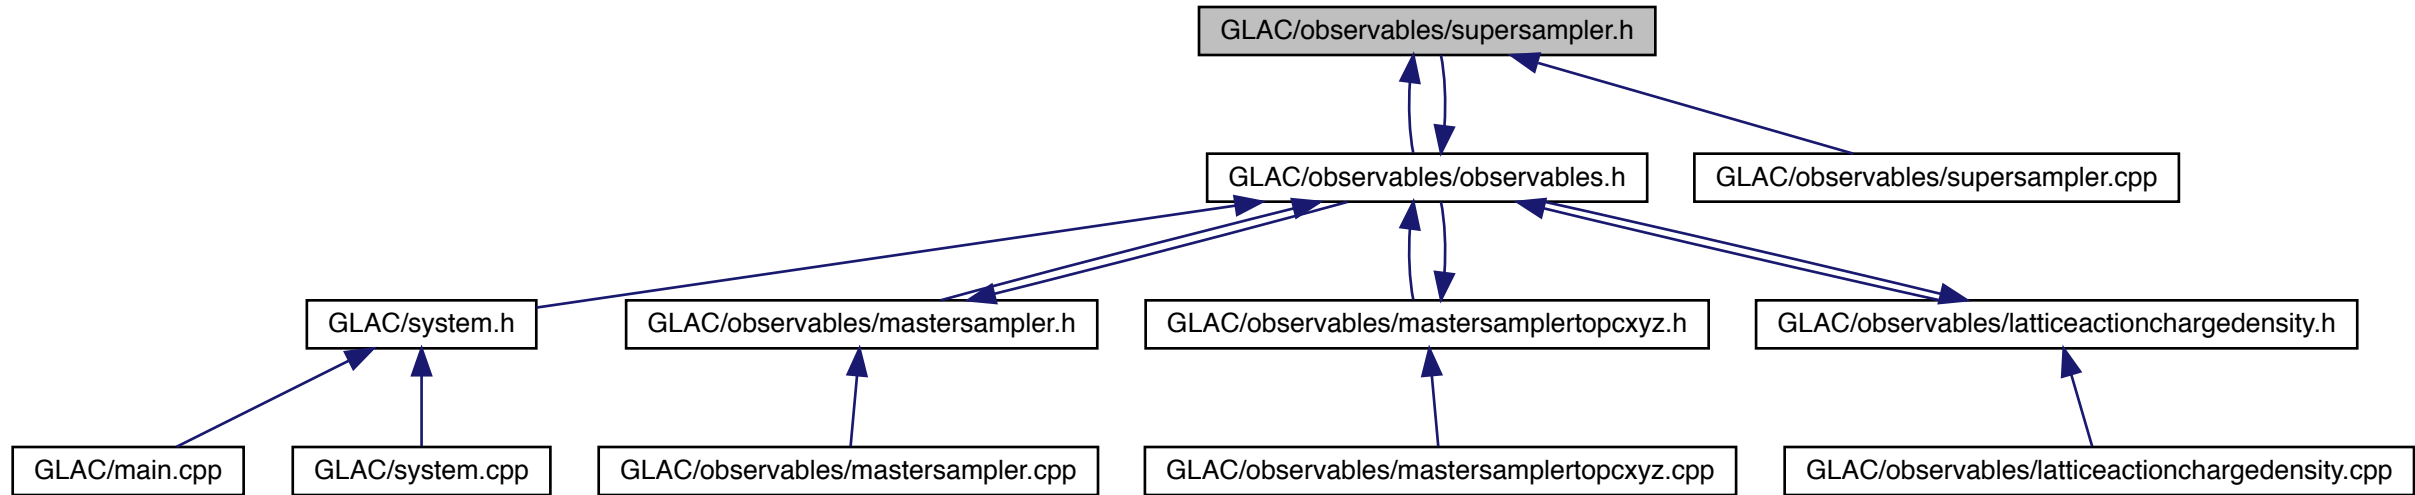 GLAC/observables/supersampler.h
GLAC/observables/observables.h
GLAC/observables/supersampler.cpp
GLAC/system.h
GLAC/observables/mastersampler.h
GLAC/observables/mastersamplertopcxyz.h
GLAC/observables/latticeactionchargedensity.h
GLAC/main.cpp
GLAC/system.cpp
GLAC/observables/mastersampler.cpp
GLAC/observables/mastersamplertopcxyz.cpp
GLAC/observables/latticeactionchargedensity.cpp